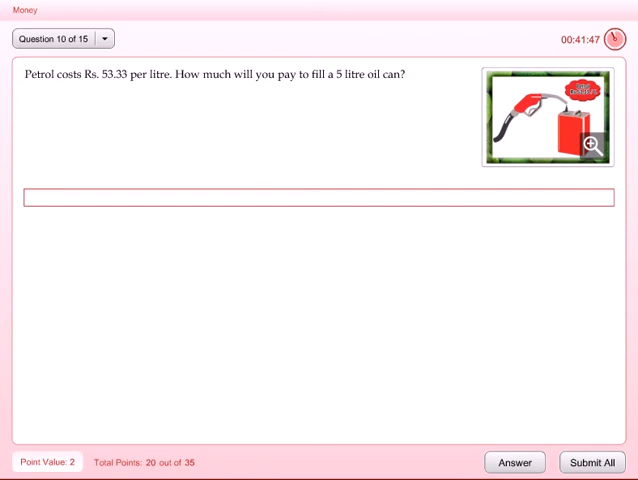 Money
Question 10 of 15
00:41:47
Petrol costs Rs. 53.33 per litre. How much will you pay to fill a 5 litre oil can?
Petrol
Point Value: 2
Total Points: 20 out of 35
Answer
Submit All